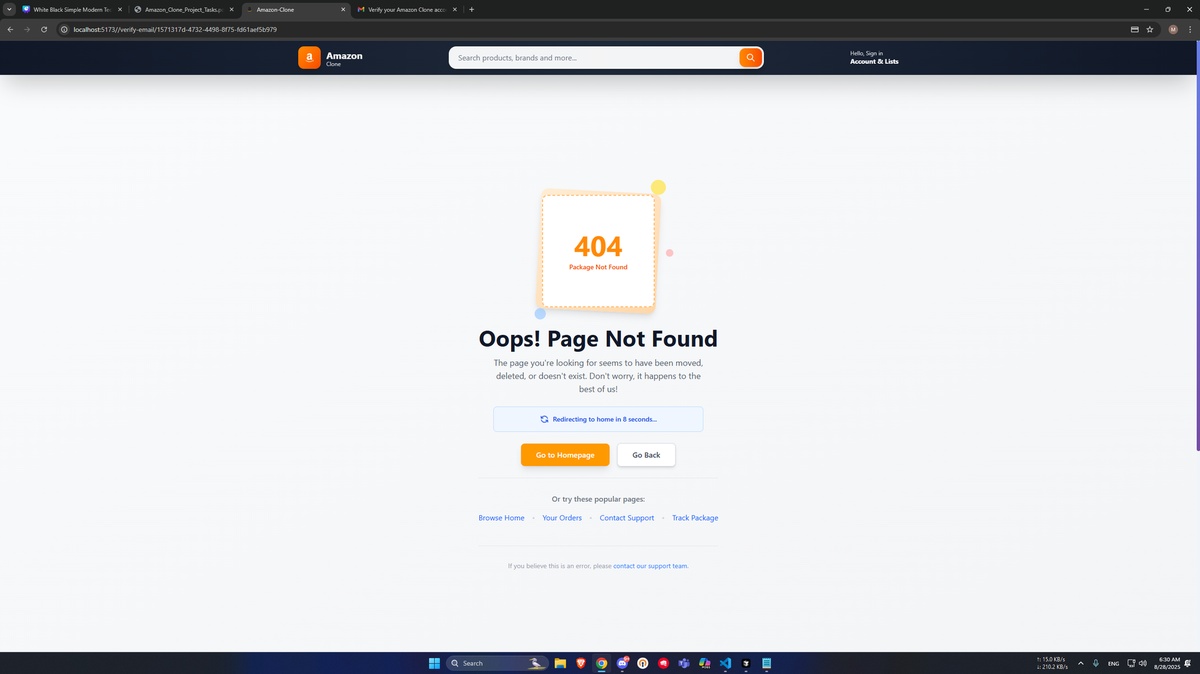 White Black Simple Modern Te
Amazon_Clone_Project_Tasks.p
Amazon-Clone
Verify your Amazon Clone acco
localhost:5173//verify-email/1571317d-4732-4498-8f75-fd61aef5b979
M
a
Amazon
Clone
Search products, brands and more...
Hello, Sign in
Account & Lists
404
Package Not Found
Oops! Page Not Found
The page you're looking for seems to have been moved,
deleted, or doesn't exist. Don't worry, it happens to the
best of us!
Redirecting to home in 8 seconds...
Go to Homepage
Go Back
Or try these popular pages:
Browse Home • Your Orders • Contact Support • Track Package
If you believe this is an error, please contact our support team.
Search
↑: 15.0 KB/s
↓: 210.2 KB/s
ENG
6:30 AM
8/28/2025